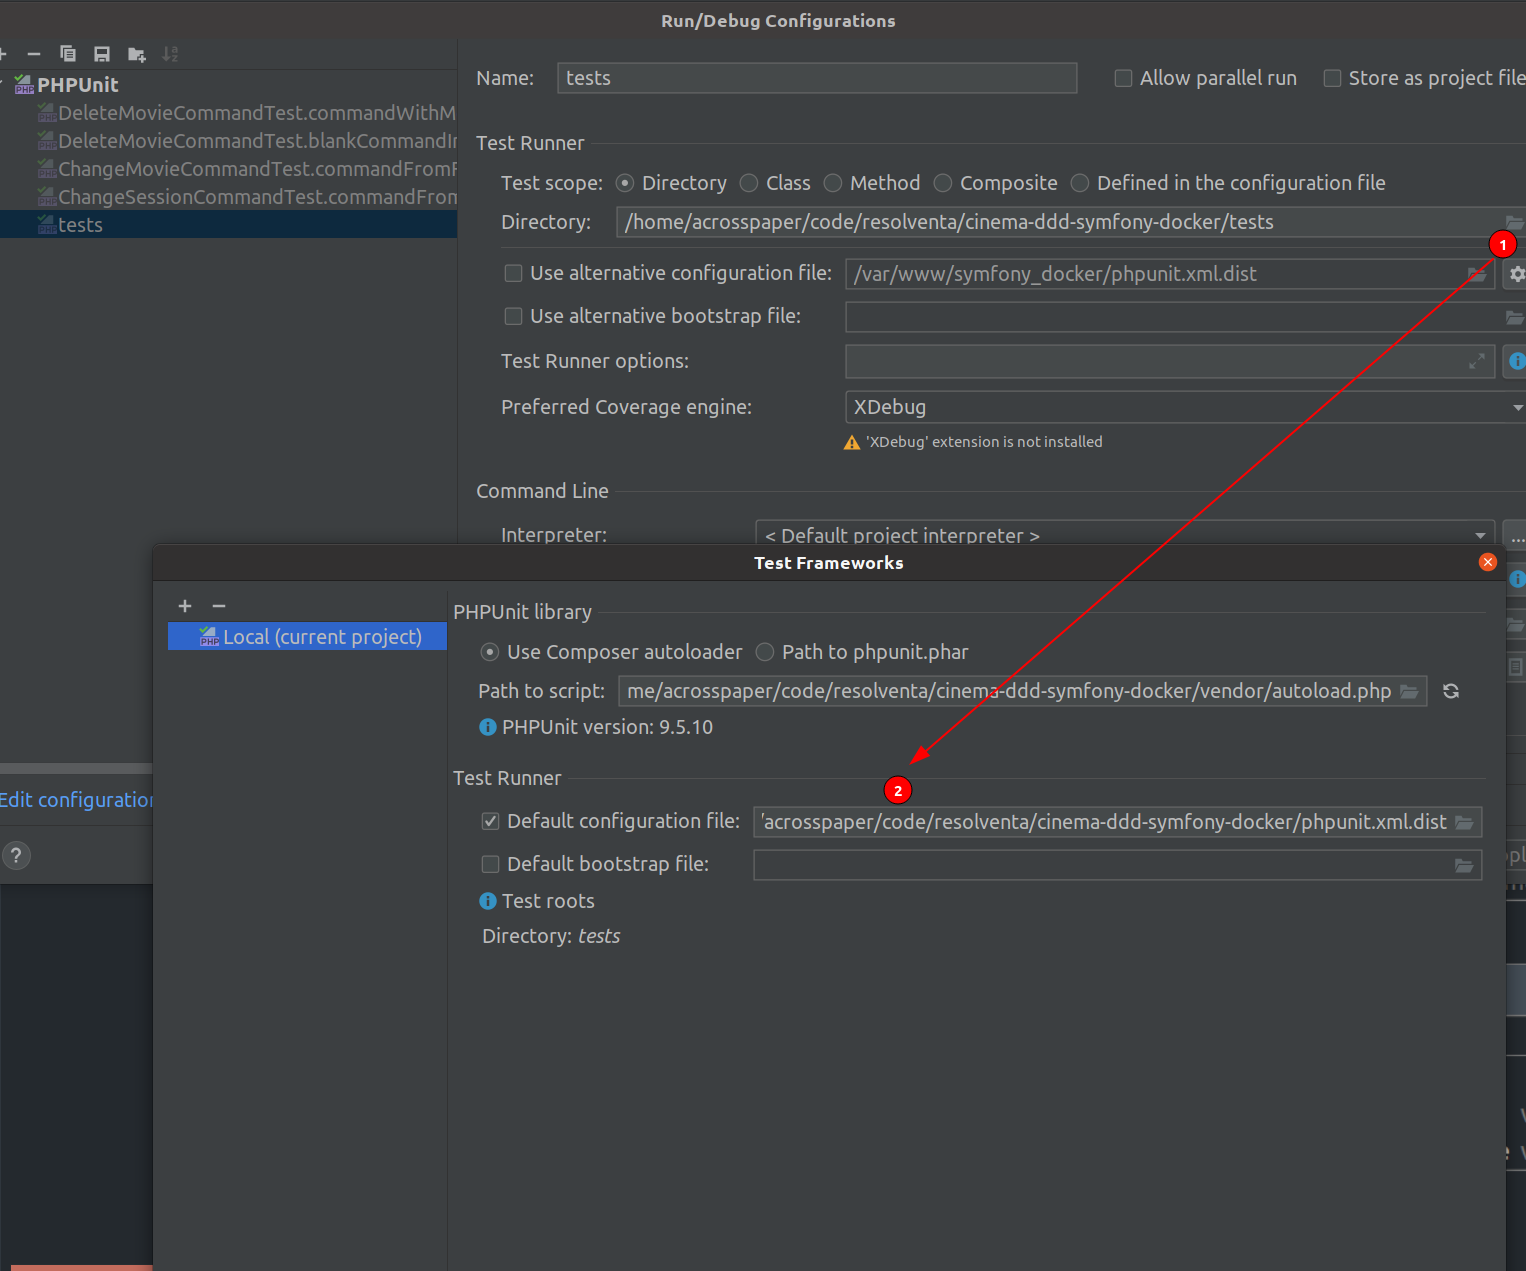 Run/Debug Configurations
PHPUnit
DeleteMovieCommandTest.commandWithM
DeleteMovieCommandTest.blankCommandI
ChangeMovieCommandTest.commandFromF
ChangeSessionCommandTest.commandFrom
tests
Name: tests Allow parallel run Store as project file
Test Runner
Test scope: Directory Class Method Composite Defined in the configuration file
Directory: /home/acrosspaper/code/resolventa/cinema-ddd-symfony-docker/tests
1
Use alternative configuration file: /var/www/symfony_docker/phpunit.xml.dist
Use alternative bootstrap file:
Test Runner options:
Preferred Coverage engine: XDebug
'XDebug' extension is not installed
Command Line
Interpreter: < Default project interpreter > ...
Test Frameworks
Local (current project)
PHPUnit library
Use Composer autoloader Path to phpunit.phar
Path to script: me/acrosspaper/code/resolventa/cinema-ddd-symfony-docker/vendor/autoload.php
PHPUnit version: 9.5.10
Test Runner
2
Default configuration file: /acrosspaper/code/resolventa/cinema-ddd-symfony-docker/phpunit.xml.dist
Default bootstrap file:
Test roots
Directory: tests
Edit configuration
?